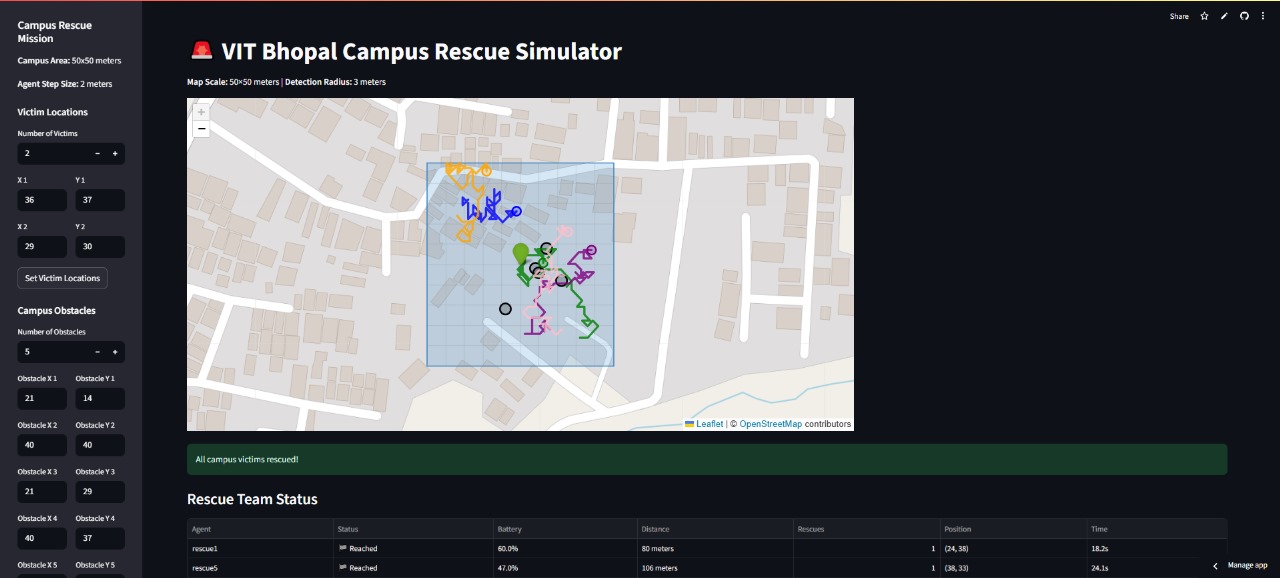 Share
Campus Rescue
Mission
Campus Area: 50x50 meters
Agent Step Size: 2 meters
Victim Locations
Number of Victims
2 − +
X 1 Y 1
36 37
X 2 Y 2
29 30
Set Victim Locations
Campus Obstacles
Number of Obstacles
5 − +
Obstacle X 1 Obstacle Y 1
21 14
Obstacle X 2 Obstacle Y 2
40 40
Obstacle X 3 Obstacle Y 3
21 29
Obstacle X 4 Obstacle Y 4
40 37
Obstacle X 5 Obstacle Y 5
VIT Bhopal Campus Rescue Simulator
Map Scale: 50×50 meters | Detection Radius: 3 meters
+
−
Leaflet | © OpenStreetMap contributors
All campus victims rescued!
Rescue Team Status
Agent Status Battery Distance Rescues Position Time
rescue1 Reached 60.0% 80 meters 1 (24, 38) 18.2s
rescue5 Reached 47.0% 106 meters 1 (38, 33) 24.1s
Manage app